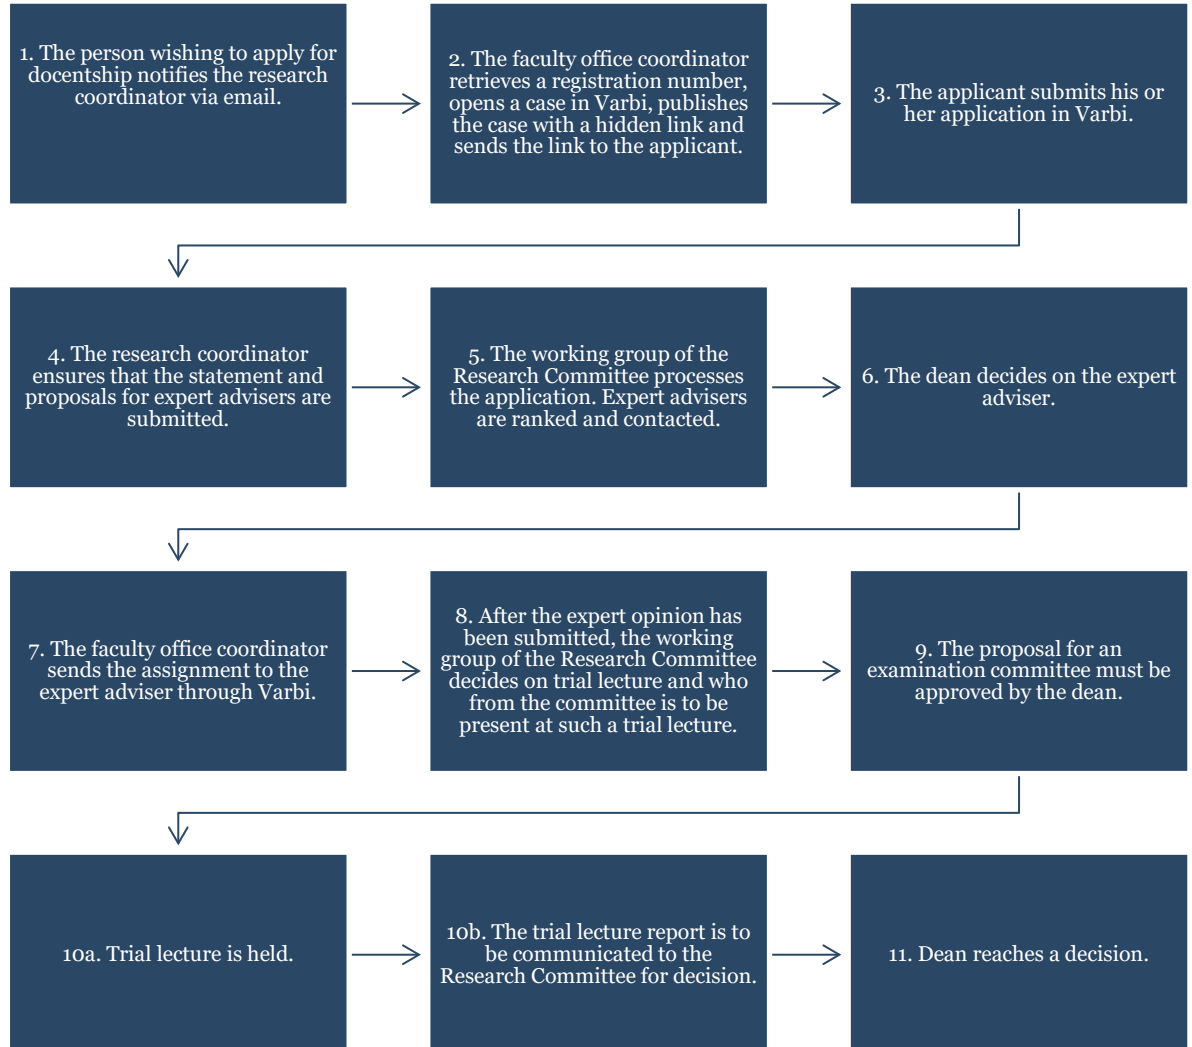 1. The person wishing to apply for
docentship notifies the research
coordinator via email.
2. The faculty office coordinator
retrieves a registration number,
opens a case in Varbi, publishes
the case with a hidden link and
sends the link to the applicant.
3. The applicant submits his or
her application in Varbi.
4. The research coordinator
ensures that the statement and
proposals for expert advisers are
submitted.
5. The working group of the
Research Committee processes
the application. Expert advisers
are ranked and contacted.
6. The dean decides on the expert
adviser.
7. The faculty office coordinator
sends the assignment to the
expert adviser through Varbi.
8. After the expert opinion has
been submitted, the working
group of the Research Committee
decides on trial lecture and who
from the committee is to be
present at such a trial lecture.
9. The proposal for an
examination committee must be
approved by the dean.
10a. Trial lecture is held.
10b. The trial lecture report is to
be communicated to the
Research Committee for decision.
11. Dean reaches a decision.